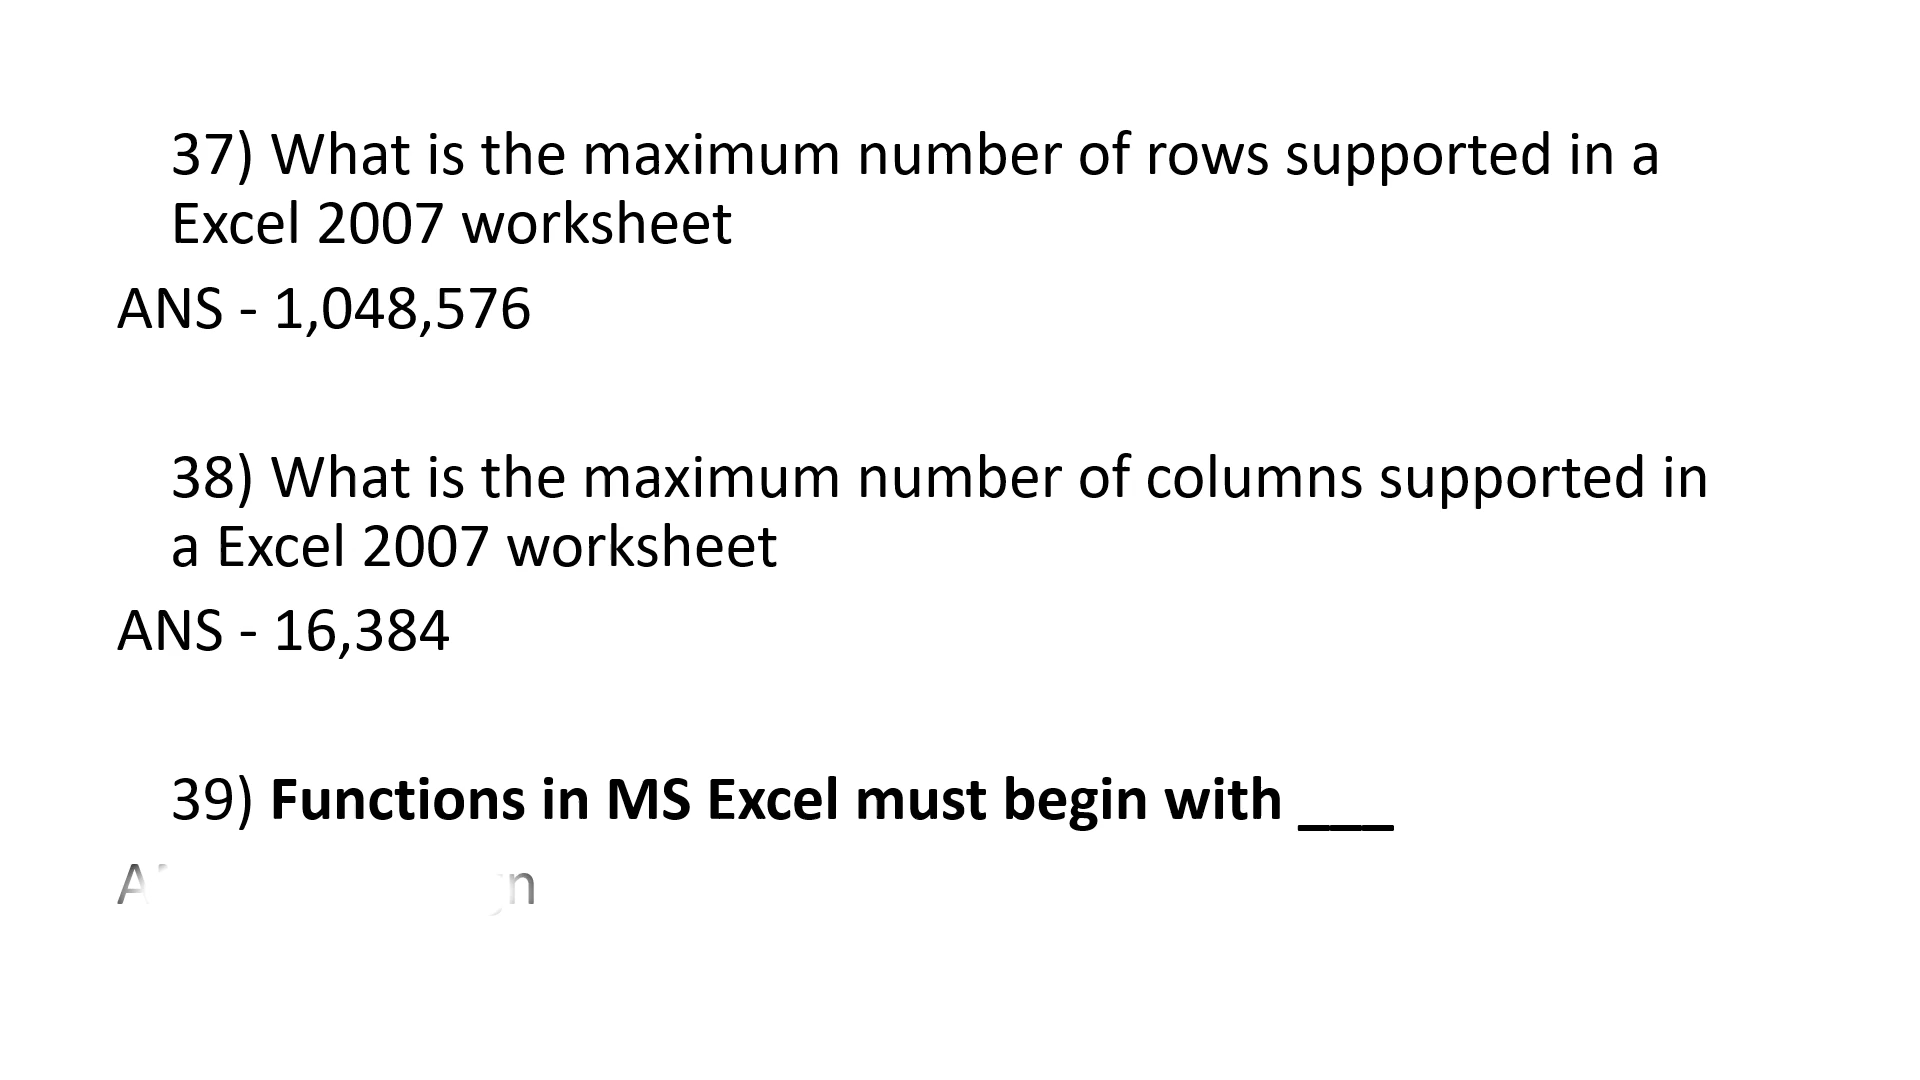 37) What is the maximum number of rows supported in a
Excel 2007 worksheet
ANS - 1,048,576
38) What is the maximum number of columns supported in
a Excel 2007 worksheet
ANS - 16,384
39) Functions in MS Excel must begin with ___